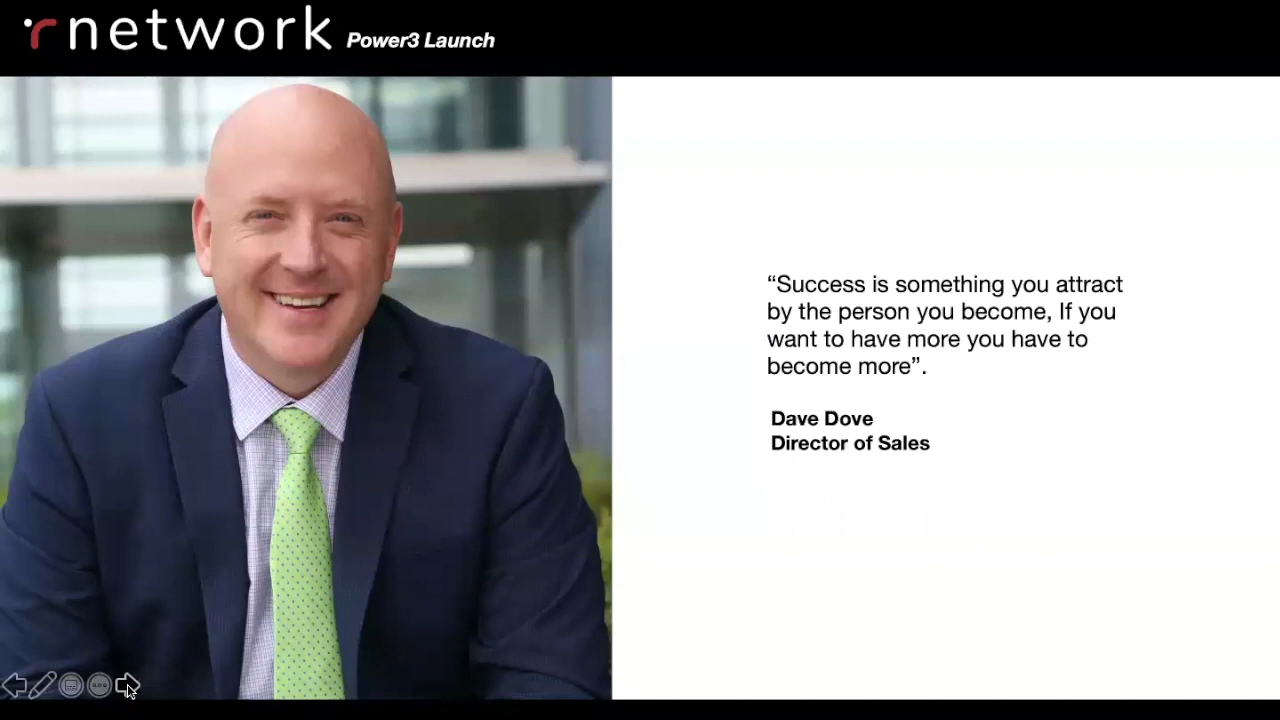 rnetwork Power3 Launch
“Success is something you attract
by the person you become, If you
want to have more you have to
become more”.
Dave Dove
Director of Sales